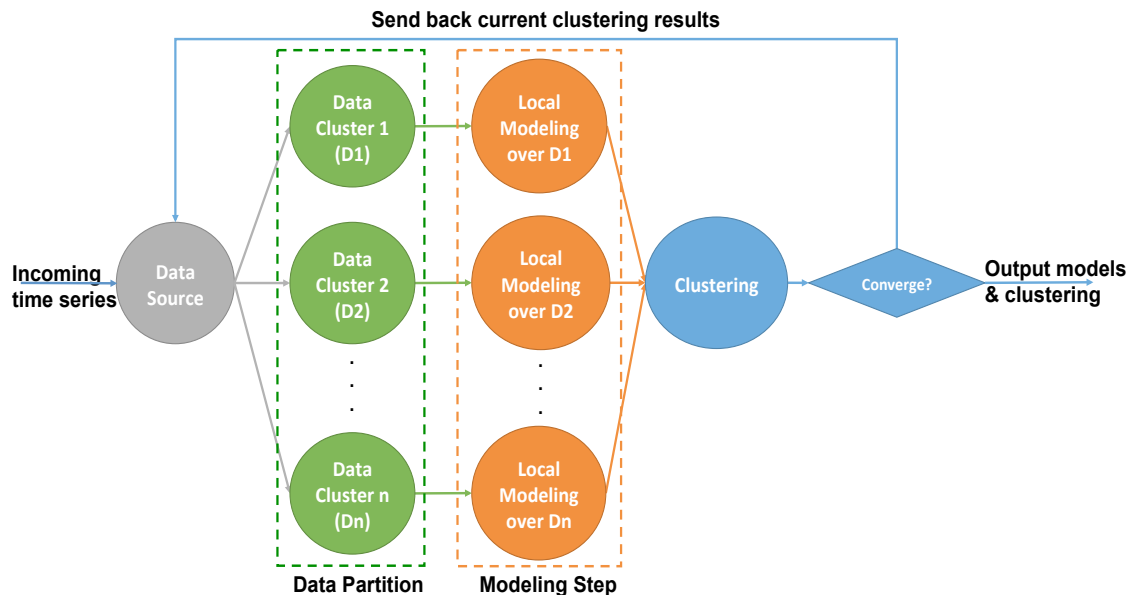 Send back current clustering results
Incoming
time series
Data
Source
Data
Cluster 1
(D1)
Local
Modeling
over D1
Data
Cluster 2
(D2)
Local
Modeling
over D2
.
.
.
.
.
.
Data
Cluster n
(Dn)
Local
Modeling
over Dn
Clustering
Converge?
Output models
& clustering
Data Partition
Modeling Step